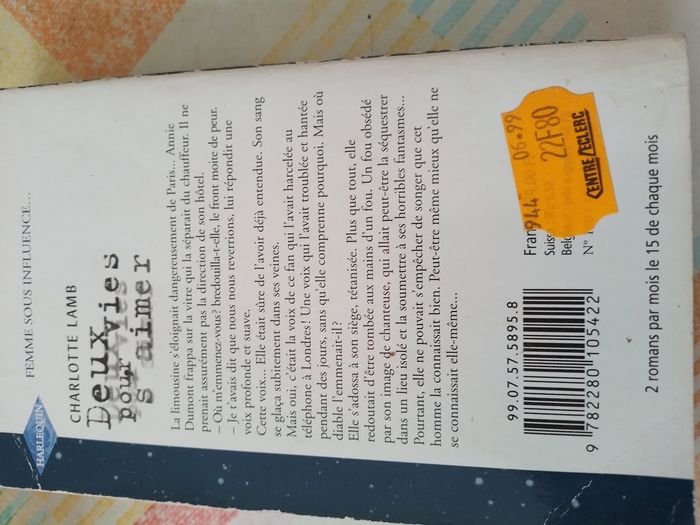 HARLEQUIN
FEMME SOUS INFLUENCE...
CHARLOTTE LAMB
Deux vies
pour
s'aimer
La limousine s'éloignait dangereusement de Paris... Annie
Dumont frappa sur la vitre qui la séparait du chauffeur. Il ne
prenait assurément pas la direction de son hôtel.
– Où m'emmenez-vous? bredouilla-t-elle, le front moite de peur.
– Je t'avais dit que nous nous reverrions, lui répondit une
voix profonde et suave.
Cette voix... Elle était sûre de l'avoir déjà entendue. Son sang
se glaça subitement dans ses veines.
Mais oui, c'était la voix de ce fan qui l'avait harcelée au
téléphone à Londres! Une voix qui l'avait troublée et hantée
pendant des jours, sans qu'elle comprenne pourquoi. Mais où
diable l'emmenait-il?
Elle s'adossa à son siège, tétanisée. Plus que tout, elle
redoutait d'être tombée aux mains d'un fou. Un fou obsédé
par son image de chanteuse, qui allait peut-être la séquestrer
dans un lieu isolé et la soumettre à ses horribles fantasmes...
Pourtant, elle ne pouvait s'empêcher de songer que cet
homme la connaissait bien. Peut-être même mieux qu'elle ne
se connaissait elle-même...
944 06.99
22F80
CENTRE E.LECLERC
Fran
Suisse
Belg
N°
99.07.57.5895.8
9 782280 105422
2 romans par mois le 15 de chaque mois